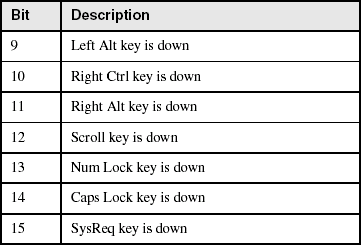 Bit Description
9 Left Alt key is down
10 Right Ctrl key is down
11 Right Alt key is down
12 Scroll key is down
13 Num Lock key is down
14 Caps Lock key is down
15 SysReq key is down